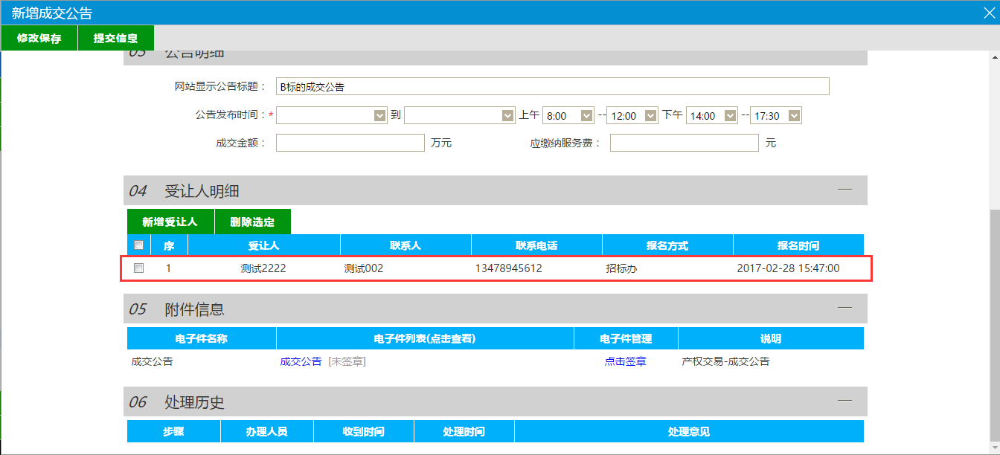 新增成交公告
修改保存 提交信息
03 公告明细
网站显示公告标题： B标的成交公告
公告发布时间：* 到 上午 8:00 -- 12:00 下午 14:00 -- 17:30
成交金额： 万元 应缴纳服务费： 元
04 受让人明细
新增受让人 删除选定
序 受让人 联系人 联系电话 报名方式 报名时间
1 测试2222 测试002 13478945612 招标办 2017-02-28 15:47:00
05 附件信息
电子件名称 电子件列表(点击查看) 电子件管理 说明
成交公告 成交公告 [未签章] 点击签章 产权交易-成交公告
06 处理历史
步骤 办理人员 收到时间 处理时间 处理意见